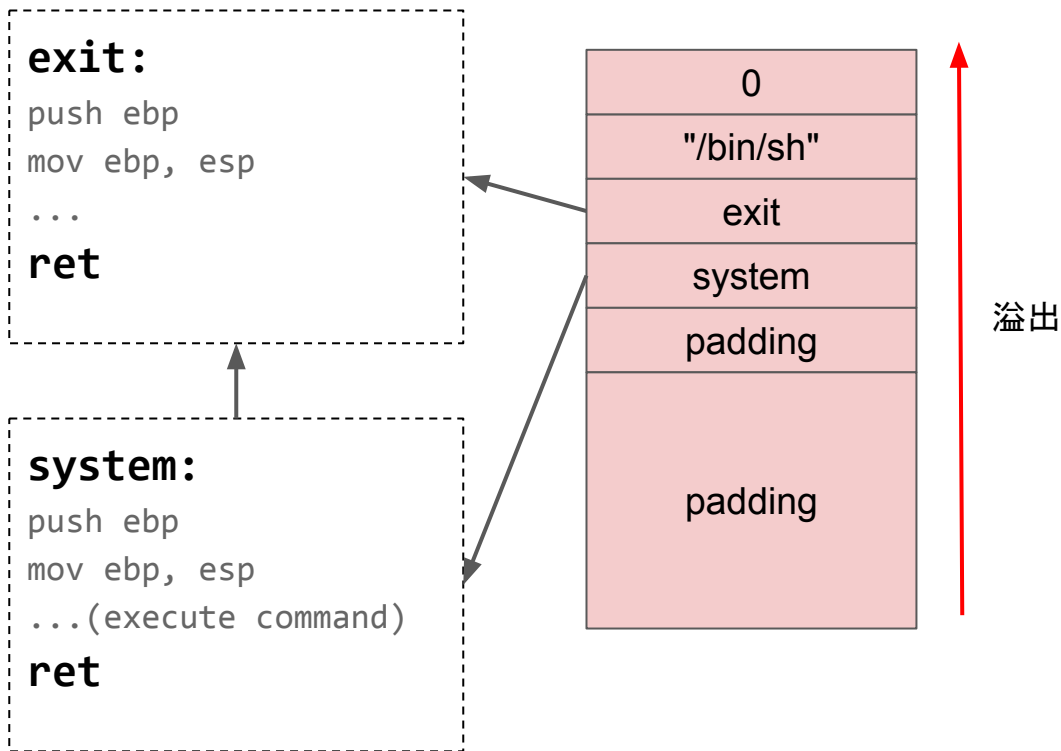 exit:
push ebp
mov ebp, esp
...
ret
system:
push ebp
mov ebp, esp
...(execute command)
ret
0
"/bin/sh"
exit
system
padding
padding
溢出